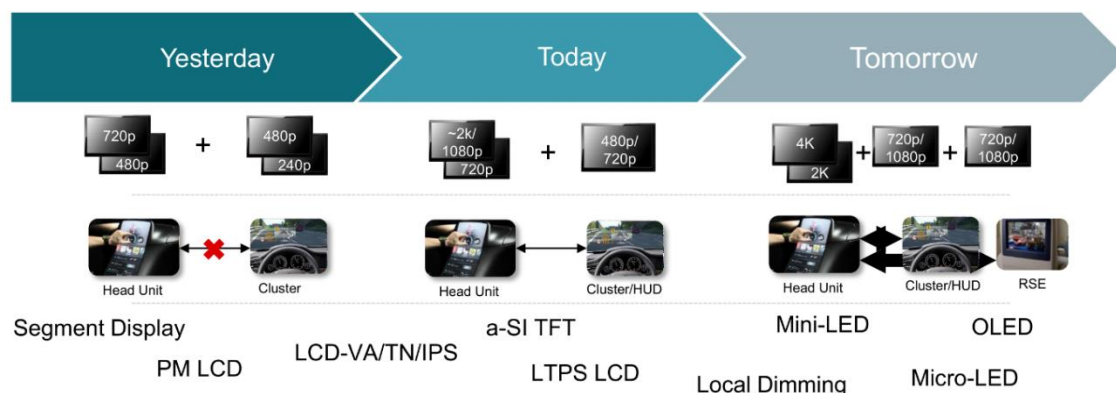 Yesterday
Today
Tomorrow
720p
480p
+
480p
240p
~2k/
1080p
720p
+
480p/
720p
4K
2K
+
720p/
1080p
+
720p/
1080p
Head Unit
Cluster
Head Unit
Cluster/HUD
Head Unit
Cluster/HUD
RSE
Segment Display
PM LCD
LCD-VA/TN/IPS
a-SI TFT
LTPS LCD
Mini-LED
OLED
Local Dimming
Micro-LED